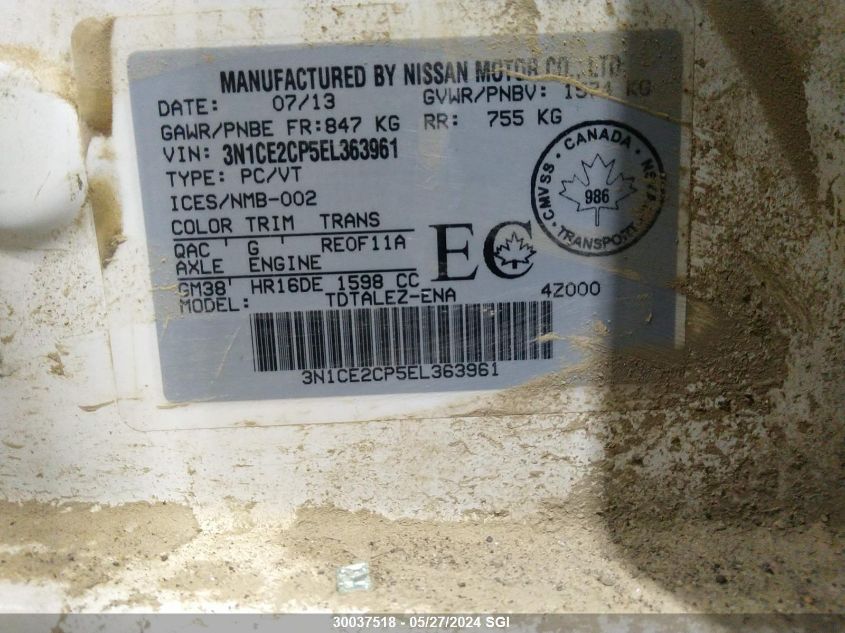 MANUFACTURED BY NISSAN MOTOR CO., LTD.
DATE: 07/13 GVWR/PNBV: KG
GAWR/PNBE FR:847 KG RR: 755 KG
VIN: 3N1CE2CP5EL363961
TYPE: PC/VT
ICES/NMB-002
COLOR TRIM TRANS
QAC ' G ' RE0F11A
AXLE ENGINE
GM38' HR16DE 1598 CC
MODEL: TDTALEZ-ENA 4Z000
EC
CANADA
CMVSS
986
TRANSPORT
3N1CE2CP5EL363961
30037518 - 05/27/2024 SGI